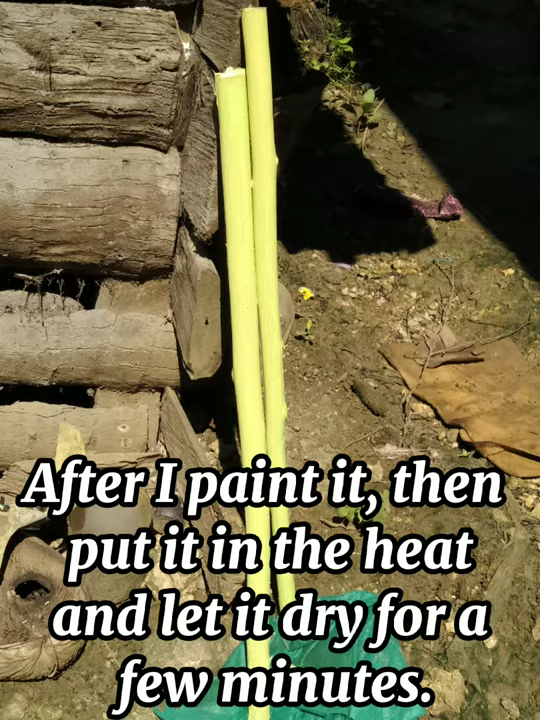 After I paint it, then
put it in the heat
and let it dry for a
few minutes.